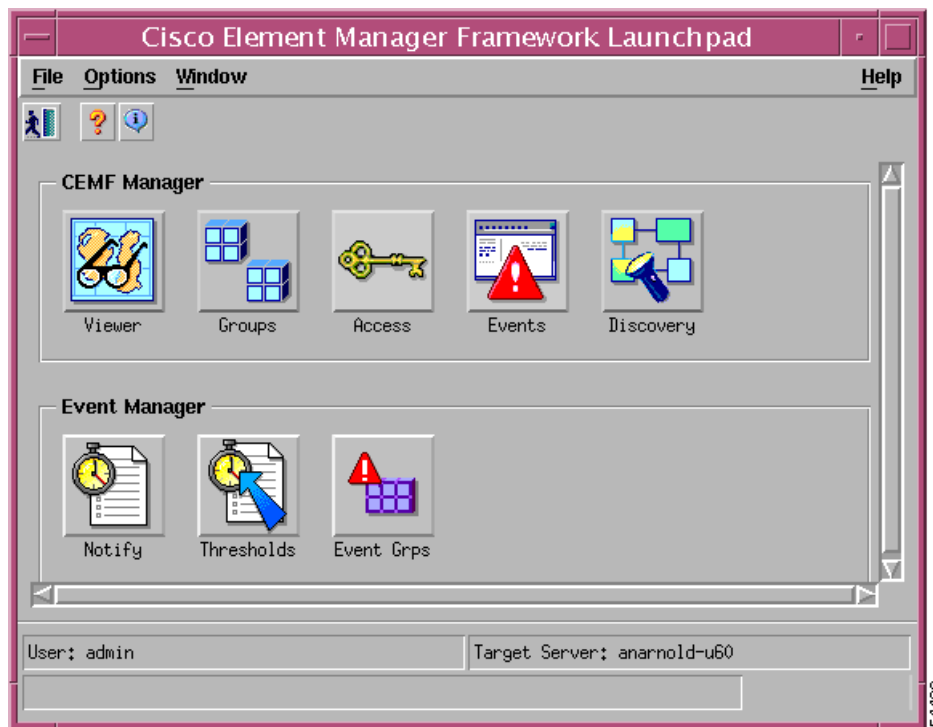 Cisco Element Manager Framework Launchpad
File Options Window Help
CEMF Manager
Viewer Groups Access Events Discovery
Event Manager
Notify Thresholds Event Grps
User: admin Target Server: anarnold-u60